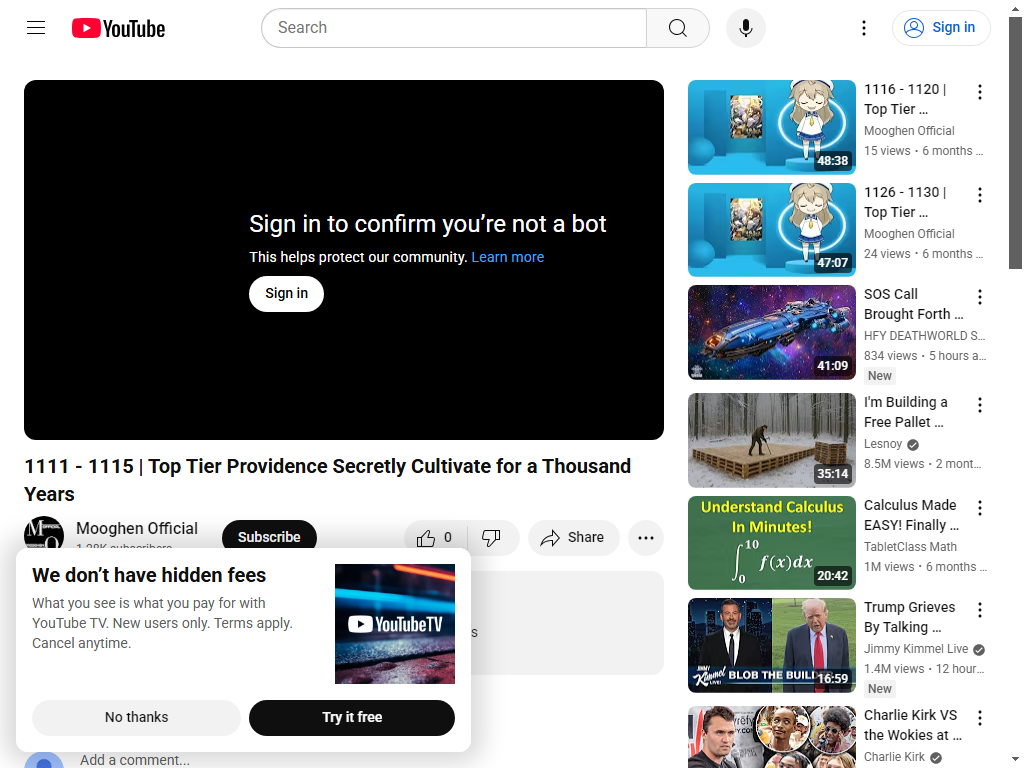 YouTube
Search
Sign in
Sign in to confirm you’re not a bot
This helps protect our community. Learn more
Sign in
1111 - 1115 | Top Tier Providence Secretly Cultivate for a Thousand
Years
Mooghen Official
Subscribe
0
Share
We don’t have hidden fees
What you see is what you pay for with
YouTube TV. New users only. Terms apply.
Cancel anytime.
YouTubeTV
No thanks
Try it free
s
Add a comment...
1116 - 1120 |
Top Tier ...
Mooghen Official
15 views • 6 months ...
48:38
1126 - 1130 |
Top Tier ...
Mooghen Official
24 views • 6 months ...
47:07
SOS Call
Brought Forth ...
HFY DEATHWORLD S...
834 views • 5 hours a...
New
41:09
I'm Building a
Free Pallet ...
Lesnoy
8.5M views • 2 mont...
35:14
Understand Calculus
In Minutes!
∫₀¹⁰ f(x)dx
20:42
Calculus Made
EASY! Finally ...
TabletClass Math
1M views • 6 months ...
JIMMY
Kimmel
LIVE!
BLOB THE BUIL
16:59
Trump Grieves
By Talking ...
Jimmy Kimmel Live
1.4M views • 12 hour...
New
Charlie Kirk VS
the Wokies at ...
Charlie Kirk